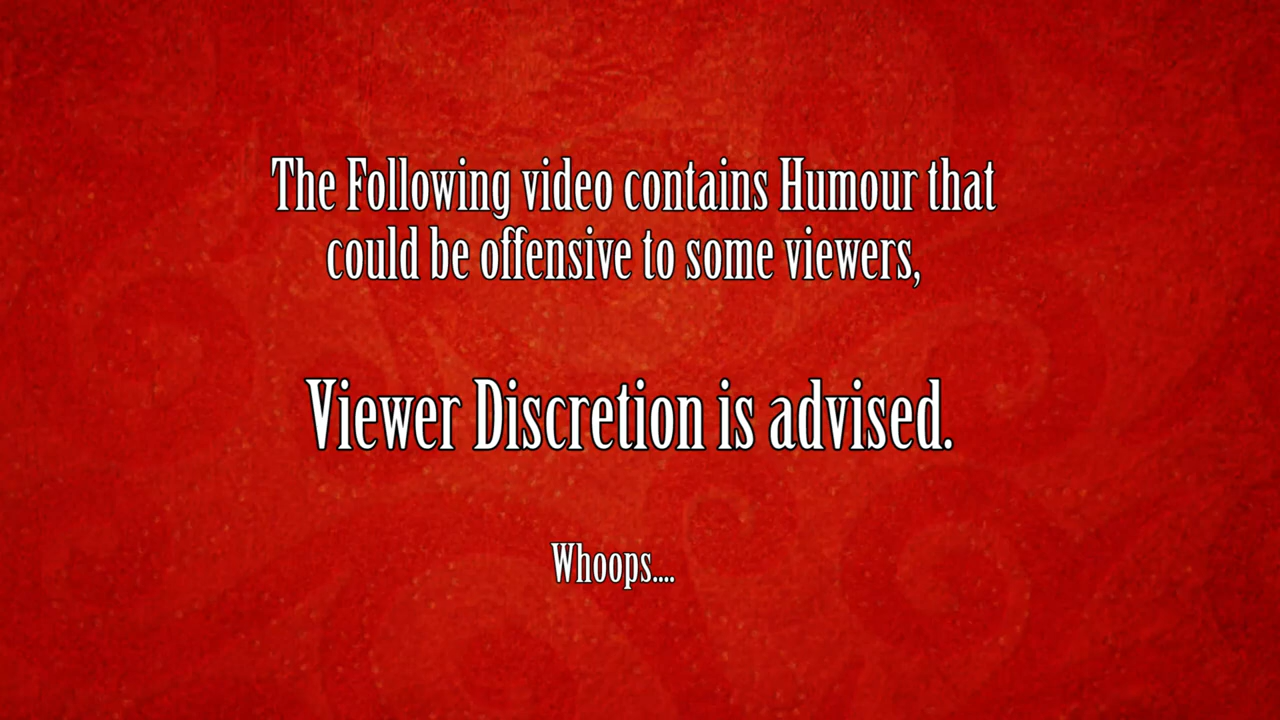 The Following video contains Humour that
could be offensive to some viewers,
Viewer Discretion is advised.
Whoops....